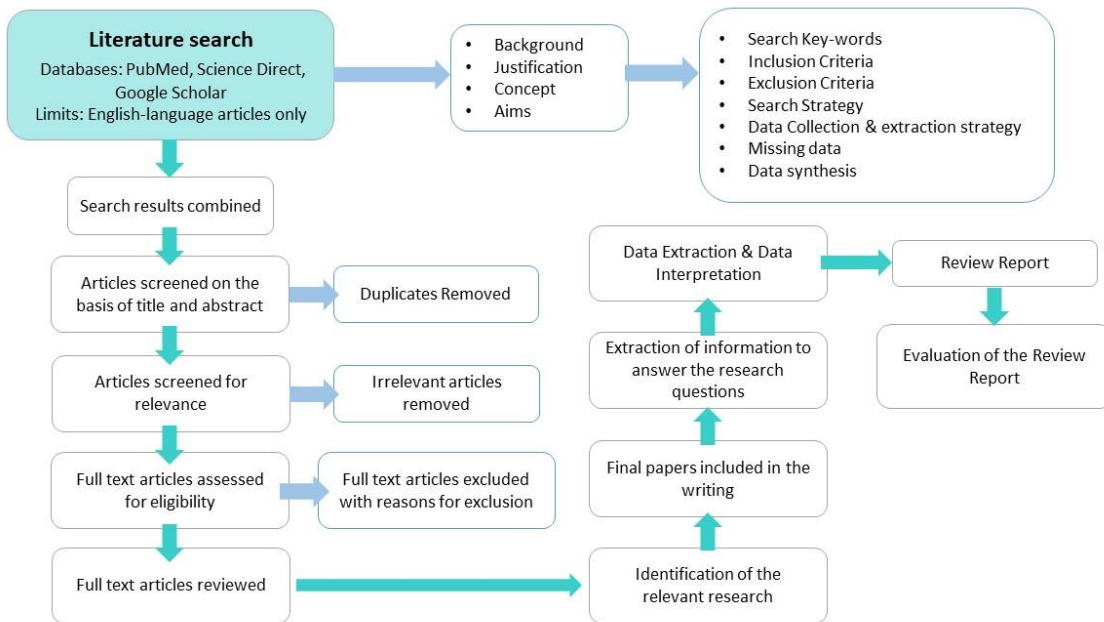 Literature search
Databases: PubMed, Science Direct,
Google Scholar
Limits: English-language articles only
• Background
• Justification
• Concept
• Aims
• Search Key-words
• Inclusion Criteria
• Exclusion Criteria
• Search Strategy
• Data Collection & extraction strategy
• Missing data
• Data synthesis
Search results combined
Articles screened on the
basis of title and abstract
Duplicates Removed
Articles screened for
relevance
Irrelevant articles
removed
Full text articles assessed
for eligibility
Full text articles excluded
with reasons for exclusion
Full text articles reviewed
Identification of the
relevant research
Final papers included in the
writing
Extraction of information to
answer the research
questions
Data Extraction & Data
Interpretation
Review Report
Evaluation of the Review
Report